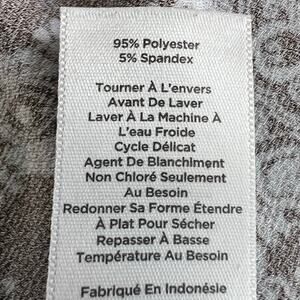 95% Polyester
5% Spandex
Tourner À L'envers
Avant De Laver
Laver À La Machine À
L'eau Froide
Cycle Délicat
Agent De Blanchlment
Non Chloré Seulement
Au Besoin
Redonner Sa Forme Étendre
À Plat Pour Sécher
Repasser À Basse
Température Au Besoin
Fabriqué En Indonésie